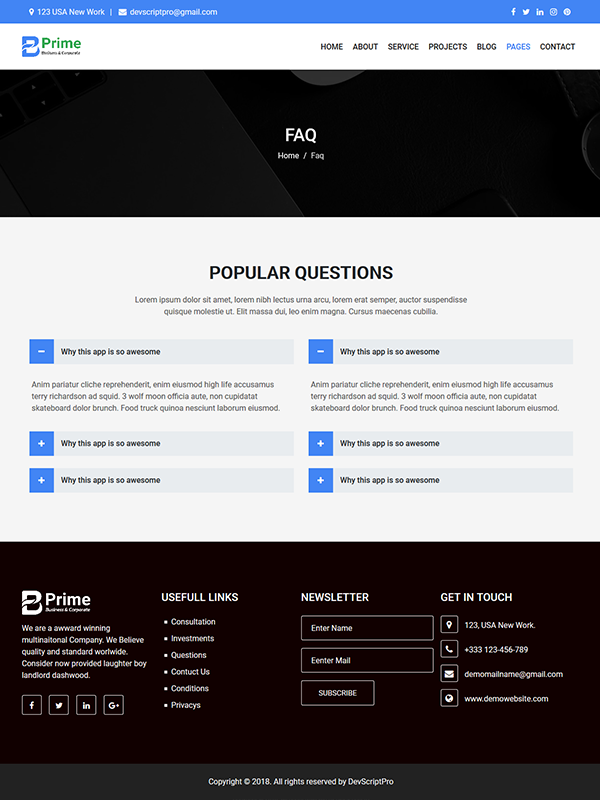 123 USA New Work | devscriptpro@gmail.com
Prime
Business & Corporate
HOME ABOUT SERVICE PROJECTS BLOG PAGES CONTACT
FAQ
Home / Faq
POPULAR QUESTIONS
Lorem ipsum dolor sit amet, lorem nibh lectus urna arcu, lorem erat semper, auctor suspendisse
quisque molestie ut. Elit massa dui, leo enim magna. Cursus maecenas cubilia.
Why this app is so awesome
Anim pariatur cliche reprehenderit, enim eiusmod high life accusamus
terry richardson ad squid. 3 wolf moon officia aute, non cupidatat
skateboard dolor brunch. Food truck quinoa nesciunt laborum eiusmod.
Why this app is so awesome
Why this app is so awesome
Why this app is so awesome
Anim pariatur cliche reprehenderit, enim eiusmod high life accusamus
terry richardson ad squid. 3 wolf moon officia aute, non cupidatat
skateboard dolor brunch. Food truck quinoa nesciunt laborum eiusmod.
Why this app is so awesome
Why this app is so awesome
Prime
Business & Corporate
We are a awward winning
multinaitonal Company. We Believe
quality and standard worlwide.
Consider now provided laughter boy
landlord dashwood.
USEFULL LINKS
Consultation
Investments
Questions
Contuct Us
Conditions
Privacys
NEWSLETTER
Enter Name
Eenter Mail
SUBSCRIBE
GET IN TOUCH
123, USA New Work.
+333 123-456-789
demomailname@gmail.com
www.demowebsite.com
Copyright © 2018. All rights reserved by DevScriptPro